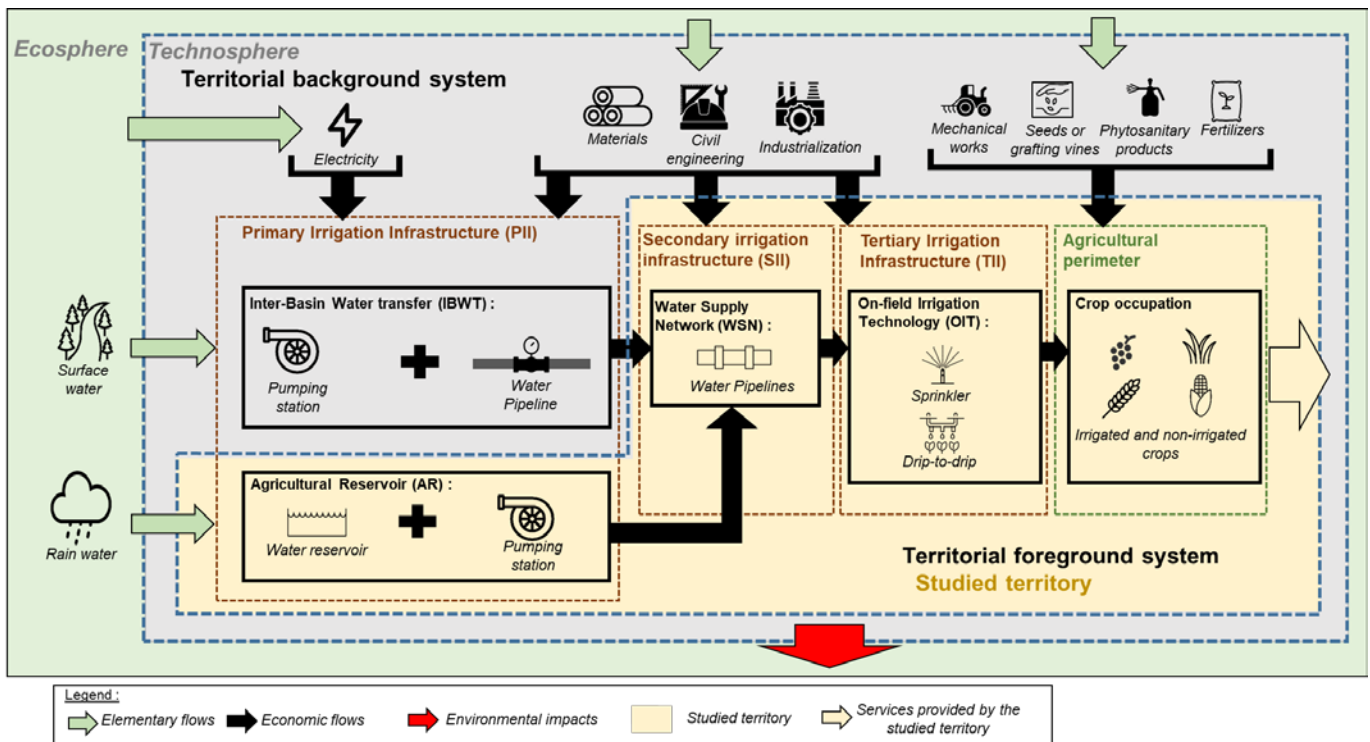 Ecosphere
Technosphere
Territorial background system
Electricity
Materials
Civil
engineering
Industrialization
Mechanical
works
Seeds or
grafting vines
Phytosanitary
products
Fertilizers
Primary Irrigation Infrastructure (PII)
Secondary irrigation
infrastructure (SII)
Tertiary Irrigation
Infrastructure (TII)
Agricultural
perimeter
Surface
water
Inter-Basin Water transfer (IBWT) :
Pumping
station
Water
Pipeline
Water Supply
Network (WSN) :
Water Pipelines
On-field Irrigation
Technology (OIT) :
Sprinkler
Drip-to-drip
Crop occupation
Irrigated and non-irrigated
crops
Rain water
Agricultural Reservoir (AR) :
Water reservoir
Pumping
station
Territorial foreground system
Studied territory
Legend :
Elementary flows
Economic flows
Environmental impacts
Studied territory
Services provided by the
studied territory